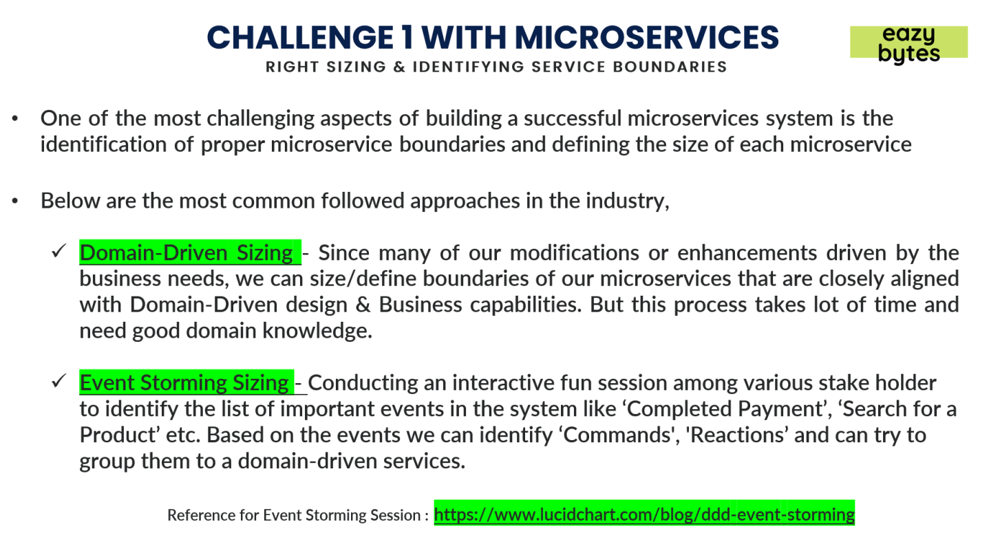 CHALLENGE 1 WITH MICROSERVICES
eazy
bytes
RIGHT SIZING & IDENTIFYING SERVICE BOUNDARIES
• One of the most challenging aspects of building a successful microservices system is the
identification of proper microservice boundaries and defining the size of each microservice
• Below are the most common followed approaches in the industry,
✓ Domain-Driven Sizing - Since many of our modifications or enhancements driven by the
business needs, we can size/define boundaries of our microservices that are closely aligned
with Domain-Driven design & Business capabilities. But this process takes lot of time and
need good domain knowledge.
✓ Event Storming Sizing - Conducting an interactive fun session among various stake holder
to identify the list of important events in the system like ‘Completed Payment’, ‘Search for a
Product’ etc. Based on the events we can identify ‘Commands', 'Reactions’ and can try to
group them to a domain-driven services.
Reference for Event Storming Session : https://www.lucidchart.com/blog/ddd-event-storming